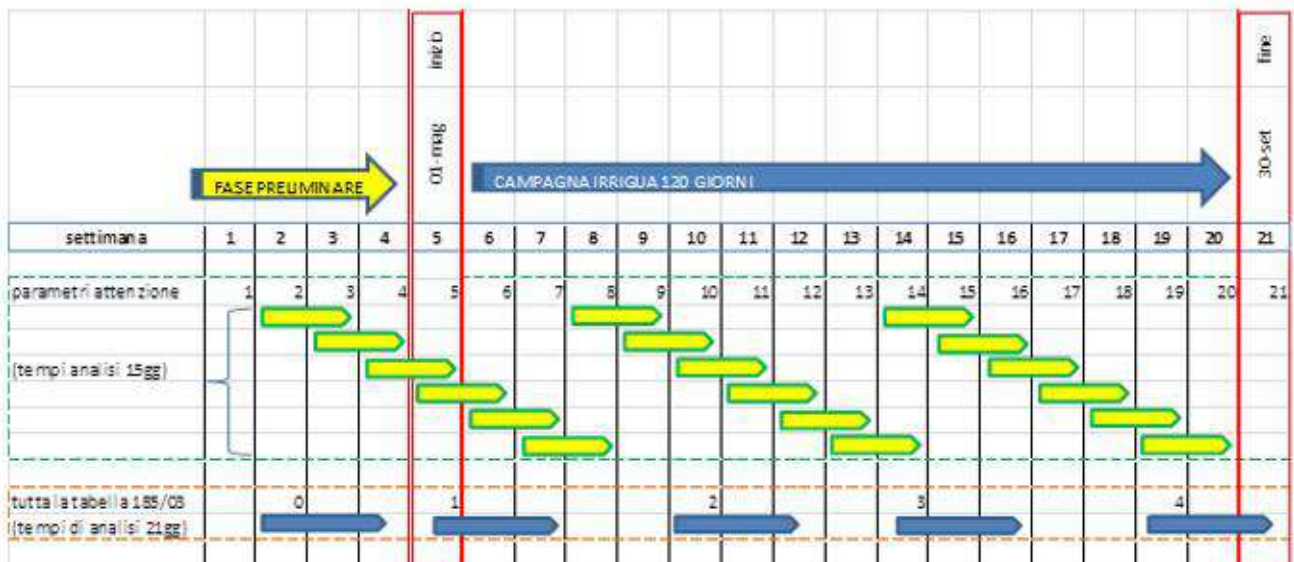 inizio
fine
01-mag
30-set
FASE PRELIMINARE
CAMPAGNA IRRIGUA 120 GIORNI
settimana 1 2 3 4 5 6 7 8 9 10 11 12 13 14 15 16 17 18 19 20 21
parametri attenzione 1 2 3 4 5 6 7 8 9 10 11 12 13 14 15 16 17 18 19 20 21
(tempi analisi 15gg)
tutta la tabella 185/03 0 1 2 3 4
(tempi di analisi 21gg)